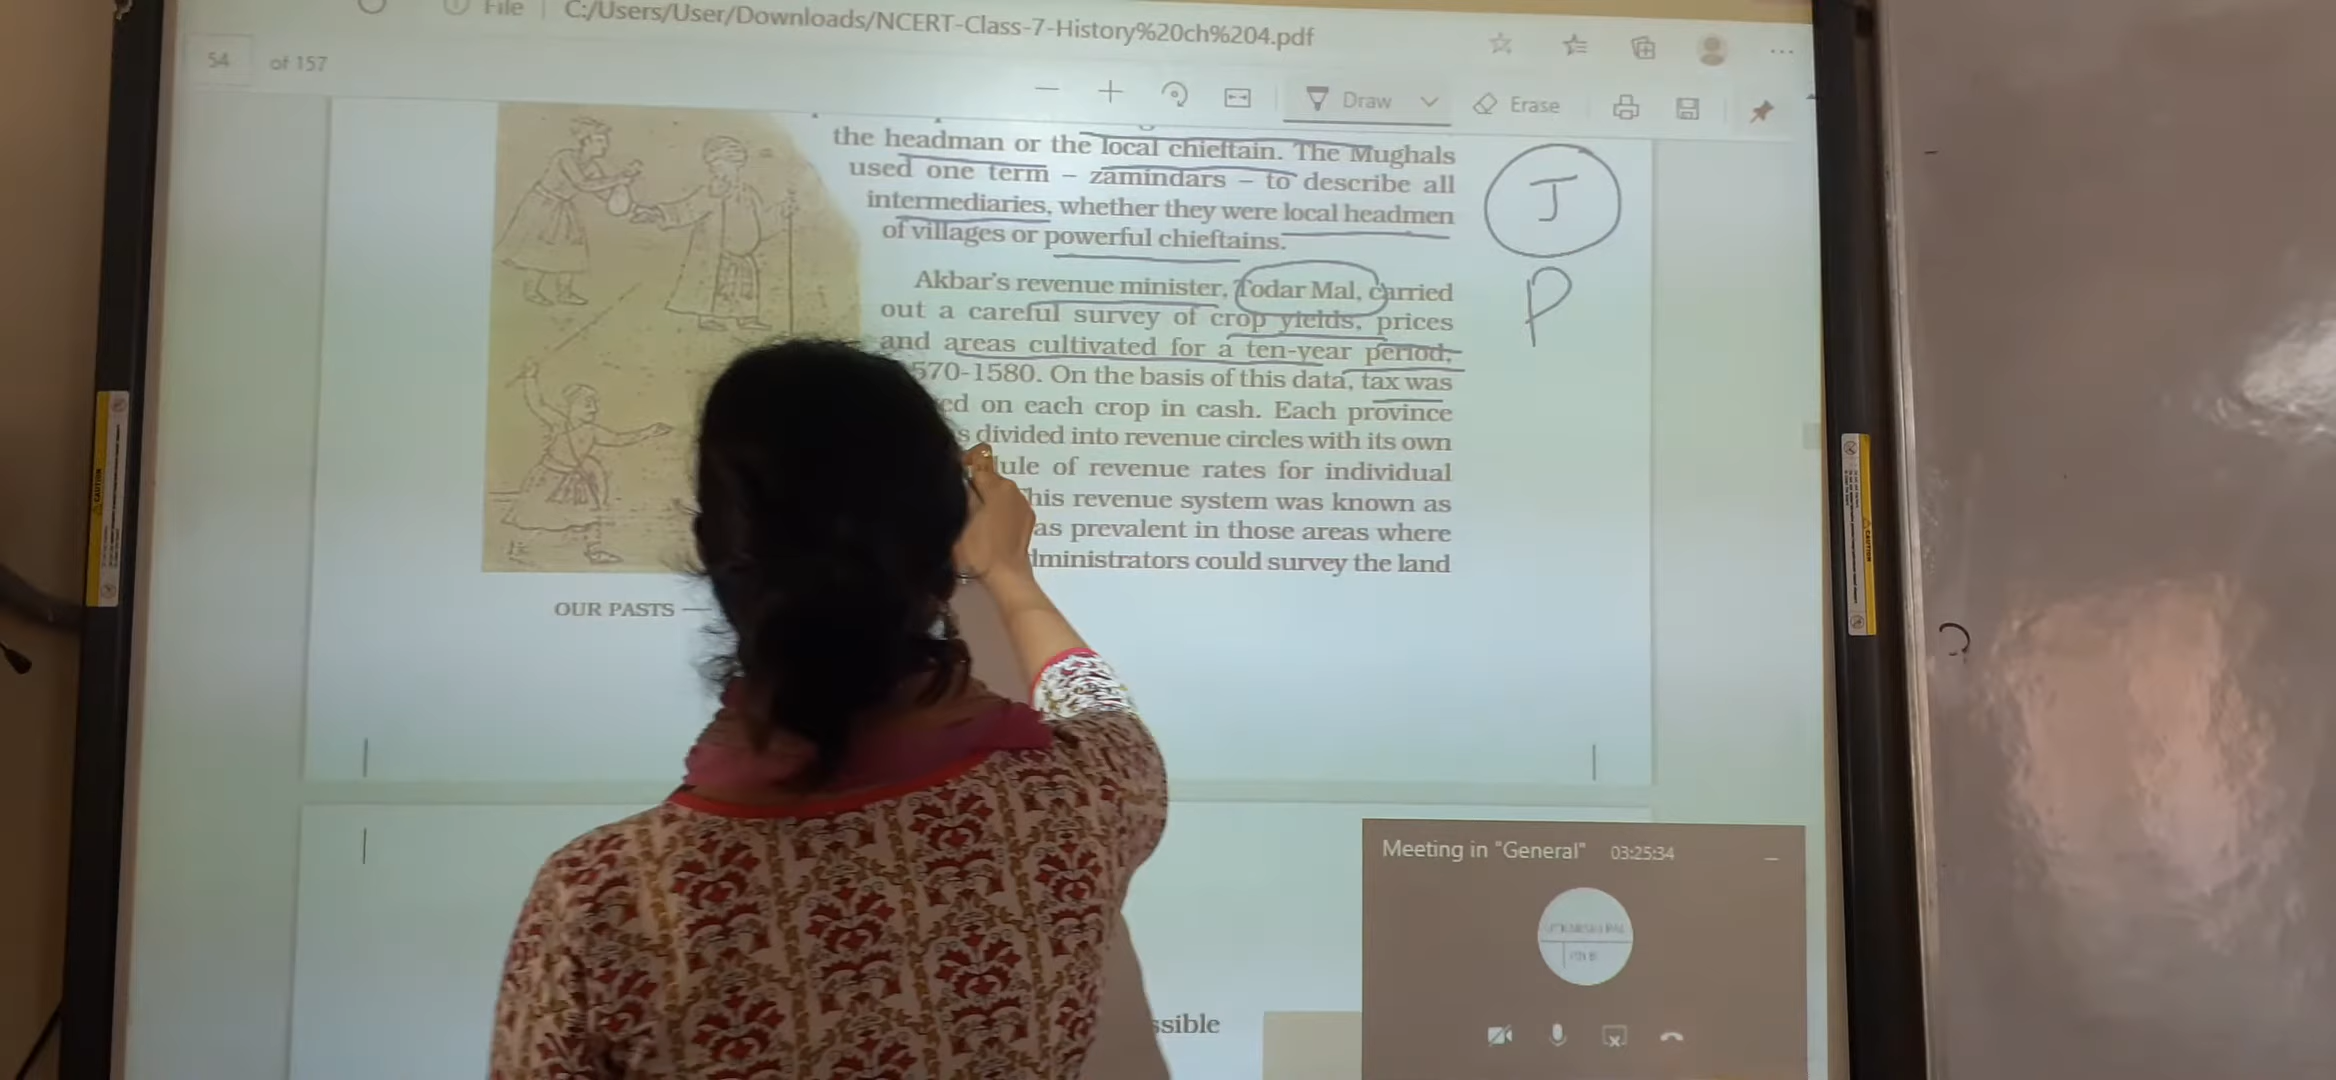 File
C:/Users/User/Downloads/NCERT-Class-7-History%20ch%204.pdf
54 of 157
Draw
Erase
the headman or the local chieftain. The Mughals
used one term – zamindars – to describe all
intermediaries, whether they were local headmen
of villages or powerful chieftains.
Akbar's revenue minister, Todar Mal, carried
out a careful survey of crop yields, prices
and areas cultivated for a ten-year period,
570-1580. On the basis of this data, tax was
ed on each crop in cash. Each province
s divided into revenue circles with its own
ule of revenue rates for individual
his revenue system was known as
as prevalent in those areas where
dministrators could survey the land
J
P
OUR PASTS —
ssible
Meeting in "General" 03:25:34
CAUTION
CAUTION